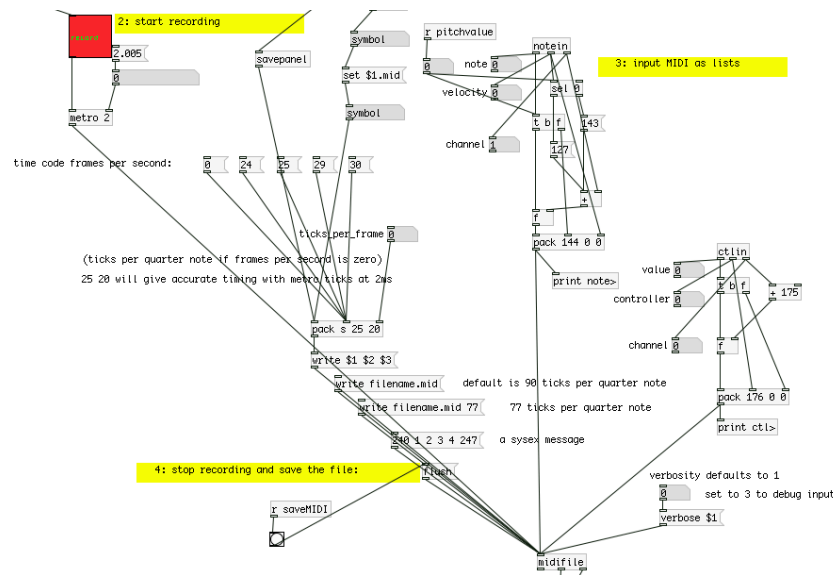 2: start recording
record
2.005
0
metro 2
savepanel
symbol
set $1.mid
symbol
r pitchvalue
0
notein
note 0
velocity 0
sel 0
3: input MIDI as lists
t b f
143
channel 1
127
+
f
pack 144 0 0
print note>
time code frames per second:
0
24
25
29
30
ticks_per_frame 0
(ticks per quarter note if frames per second is zero)
25 20 will give accurate timing with metro ticks at 2ms
pack s 25 20
write $1 $2 $3
write filename.mid
default is 90 ticks per quarter note
write filename.mid 77
77 ticks per quarter note
240 1 2 3 4 247
a sysex message
4: stop recording and save the file:
flush
r saveMIDI
ctlin
value 0
t b f
+ 175
controller 0
channel 0
f
pack 176 0 0
print ctl>
verbosity defaults to 1
0
set to 3 to debug input
verbose $1
midifile